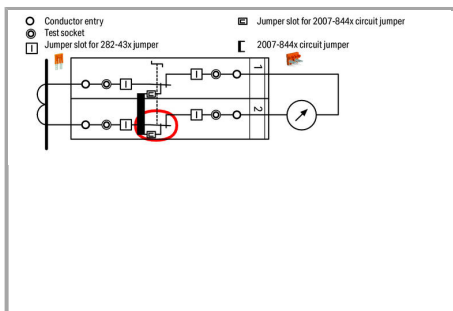 Conductor entry
Test socket
Jumper slot for 282-43x jumper
Jumper slot for 2007-844x circuit jumper
2007-844x circuit jumper
1
2